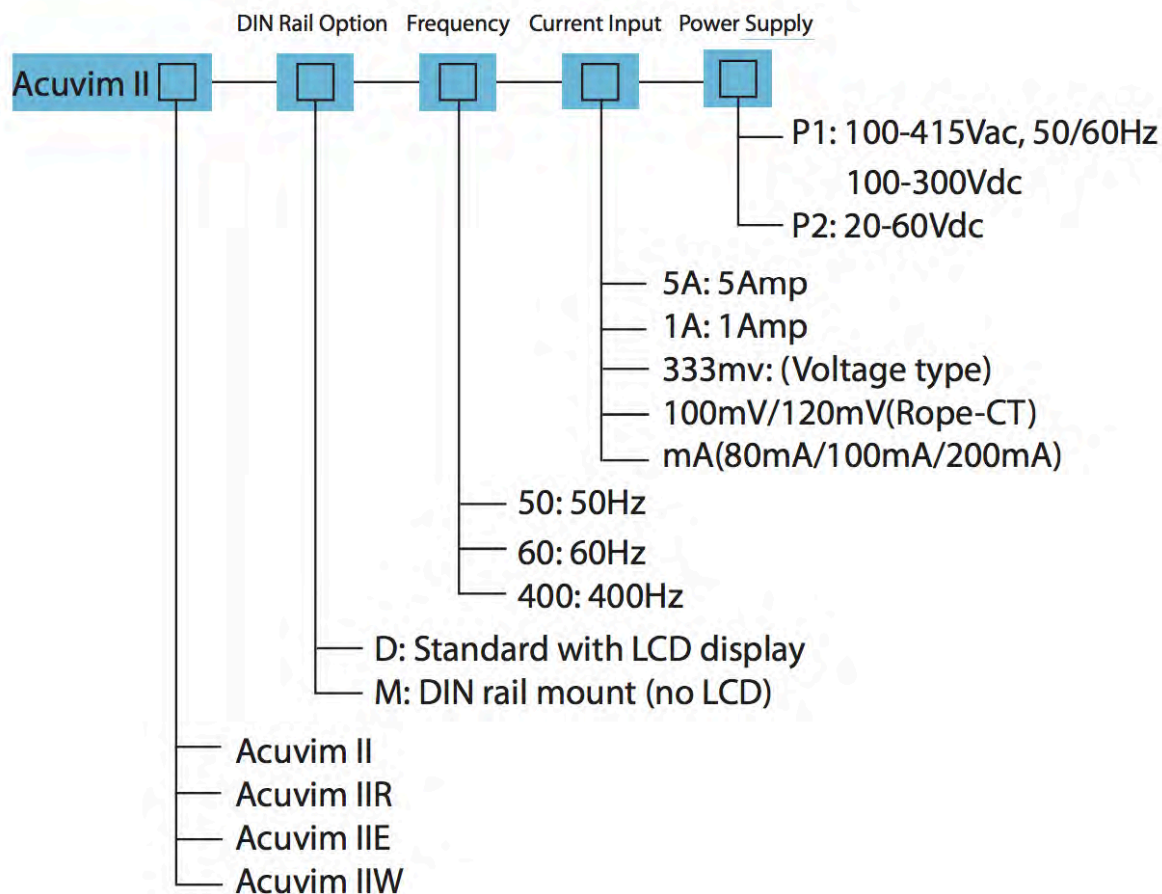 DIN Rail Option Frequency Current Input Power Supply
Acuvim II
P1: 100-415Vac, 50/60Hz
100-300Vdc
P2: 20-60Vdc
5A: 5Amp
1A: 1Amp
333mv: (Voltage type)
100mV/120mV(Rope-CT)
mA(80mA/100mA/200mA)
50: 50Hz
60: 60Hz
400: 400Hz
D: Standard with LCD display
M: DIN rail mount (no LCD)
Acuvim II
Acuvim IIR
Acuvim IIE
Acuvim IIW